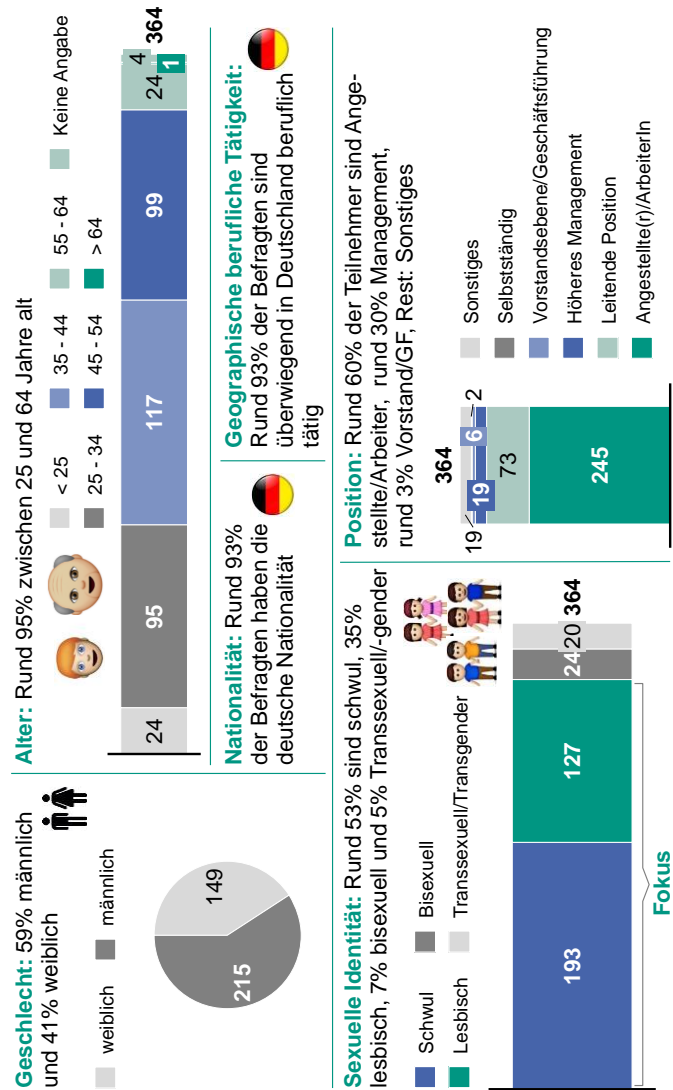 Geschlecht: 59% männlich
und 41% weiblich
weiblich
männlich
149
215
Alter: Rund 95% zwischen 25 und 64 Jahre alt
< 25
35 - 44
55 - 64
Keine Angabe
25 - 34
45 - 54
> 64
24
95
117
99
24
4
1
364
Nationalität: Rund 93%
der Befragten haben die
deutsche Nationalität
Geographische berufliche Tätigkeit:
Rund 93% der Befragten sind
überwiegend in Deutschland beruflich
tätig
Sexuelle Identität: Rund 53% sind schwul, 35%
lesbisch, 7% bisexuell und 5% Transsexuell/-gender
Schwul
Bisexuell
Lesbisch
Transsexuell/Transgender
193
127
24
20
364
Fokus
Position: Rund 60% der Teilnehmer sind Ange-
stellte/Arbeiter, rund 30% Management,
rund 3% Vorstand/GF, Rest: Sonstiges
364
19
2
6
19
73
245
Sonstiges
Selbstständig
Vorstandsebene/Geschäftsführung
Höheres Management
Leitende Position
Angestellte(r)/ArbeiterIn